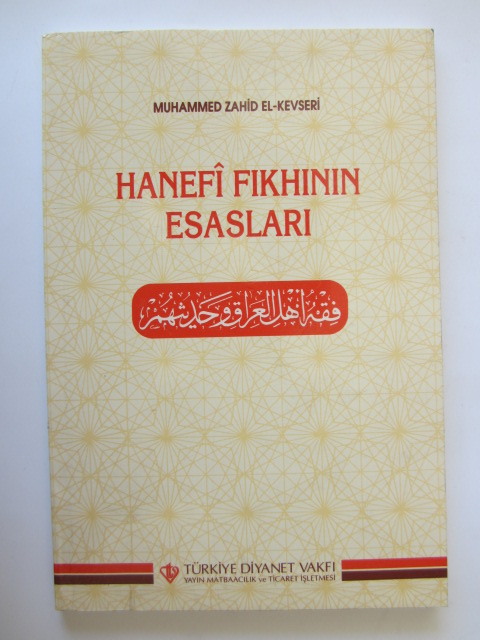 MUHAMMED ZAHİD EL-KEVSERİ
HANEFÎ FIKHININ
ESASLARI
فقه أهل العراق وحديثهم
TÜRKİYE DİYANET VAKFI
YAYIN MATBAACILIK ve TİCARET İŞLETMESİ